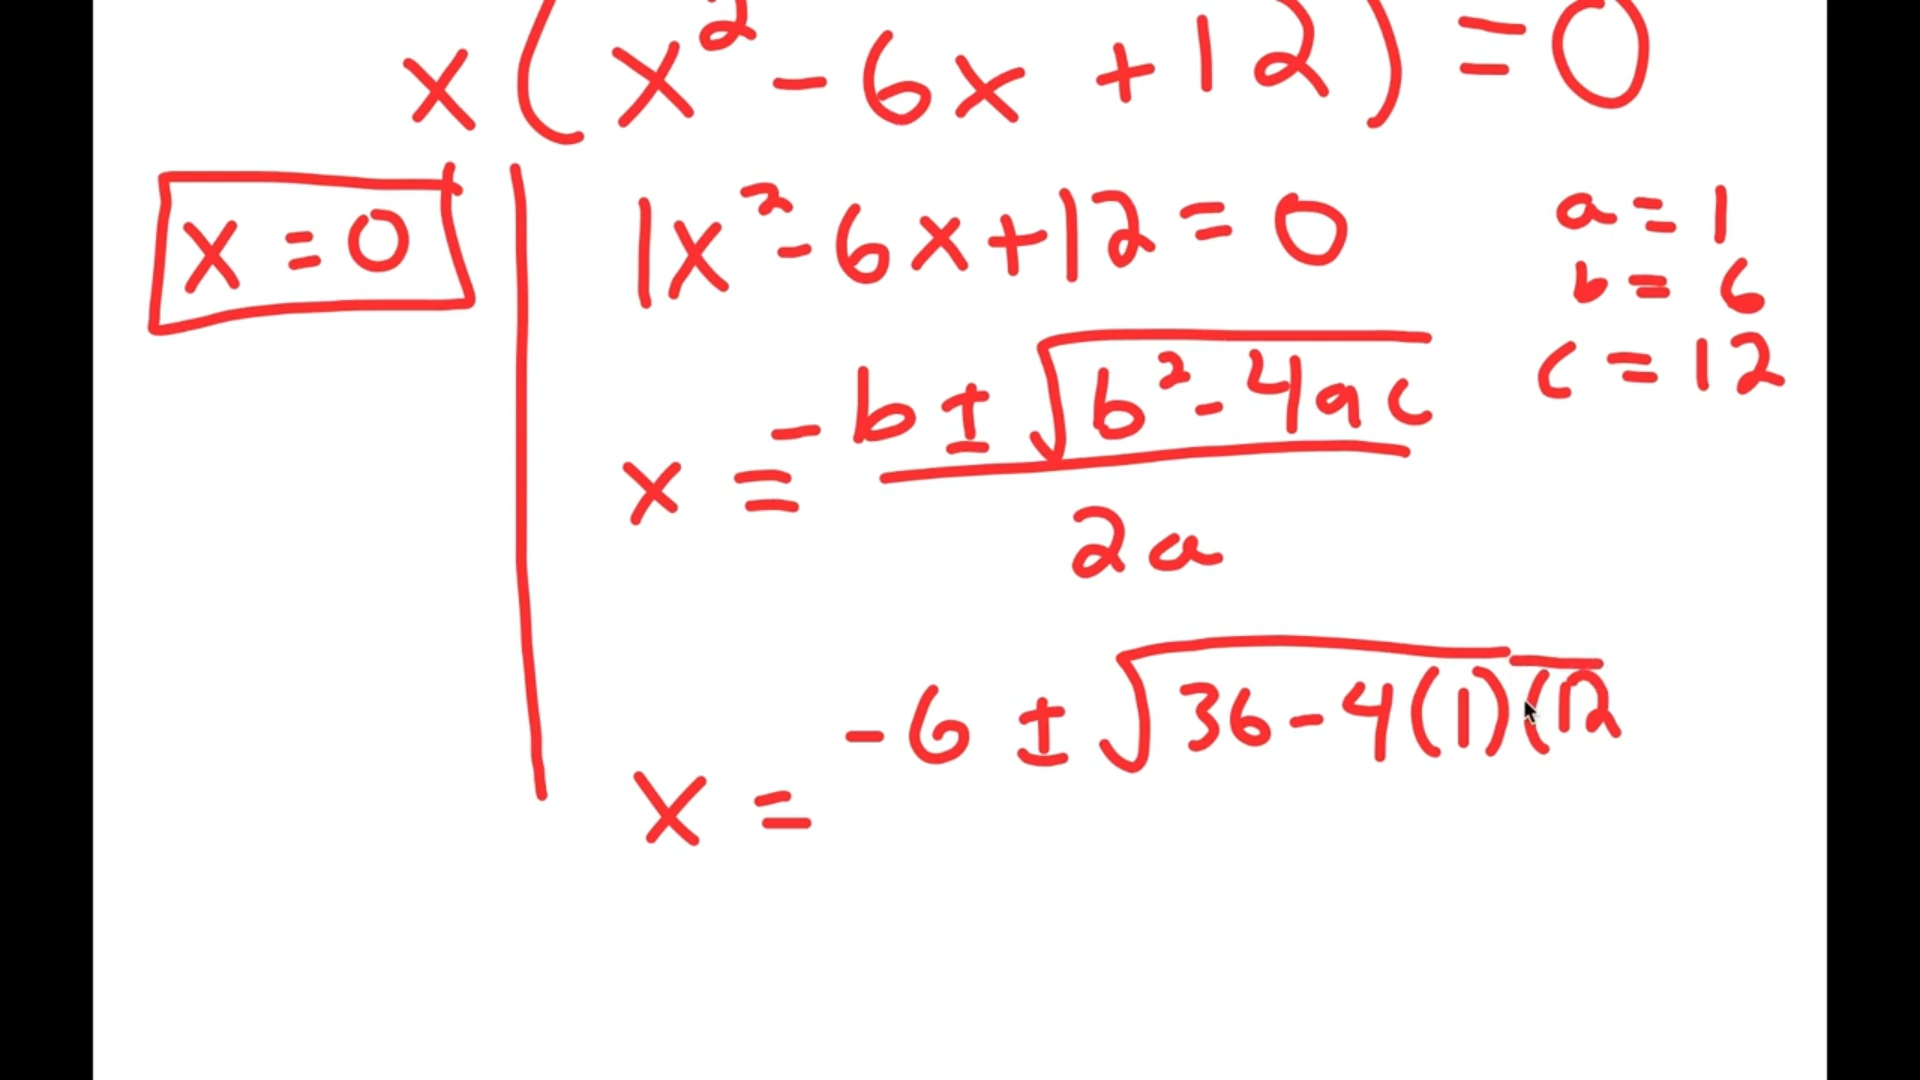 x(x²-6x+12)=0
x=0
1x²-6x+12=0
a=1
b=6
c=12
x=-b±√b²-4ac
2a
x=-6±√36-4(1)(12